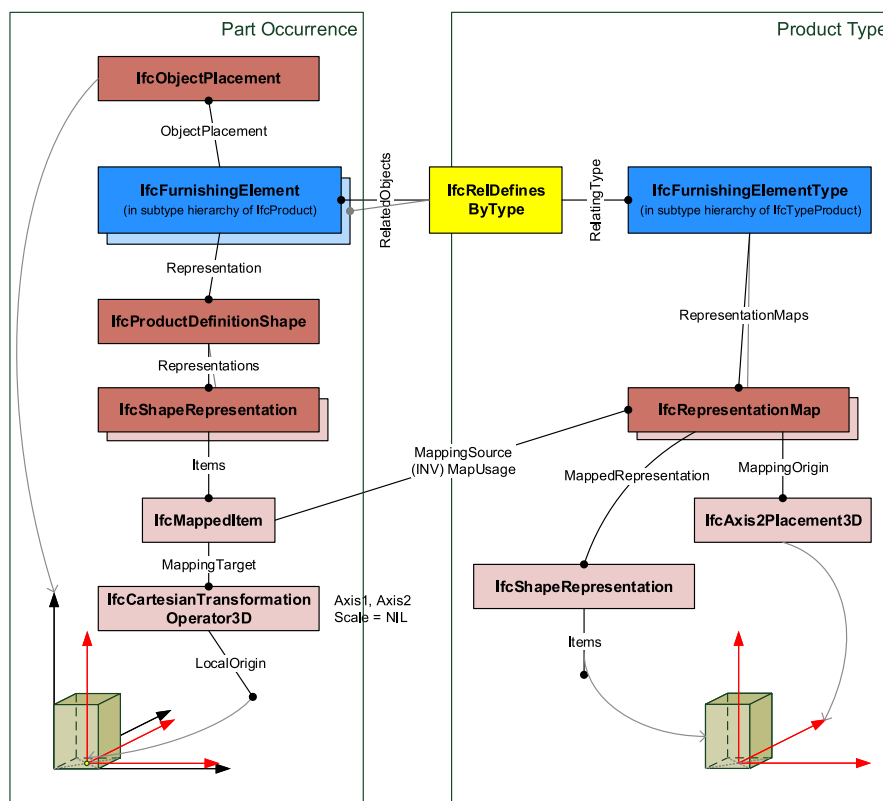 Part Occurrence
Product Type
IfcObjectPlacement
ObjectPlacement
IfcFurnishingElement
(in subtype hierarchy of IfcProduct)
RelatedObjects
IfcRelDefines
ByType
RelatingType
IfcFurnishingElementType
(in subtype hierarchy of IfcTypeProduct)
Representation
IfcProductDefinitionShape
RepresentationMaps
Representations
IfcShapeRepresentation
IfcRepresentationMap
Items
MappingSource
(INV) MapUsage
MappedRepresentation
MappingOrigin
IfcMappedItem
IfcAxis2Placement3D
MappingTarget
IfcShapeRepresentation
IfcCartesianTransformation
Operator3D
Axis1, Axis2
Scale = NIL
Items
LocalOrigin